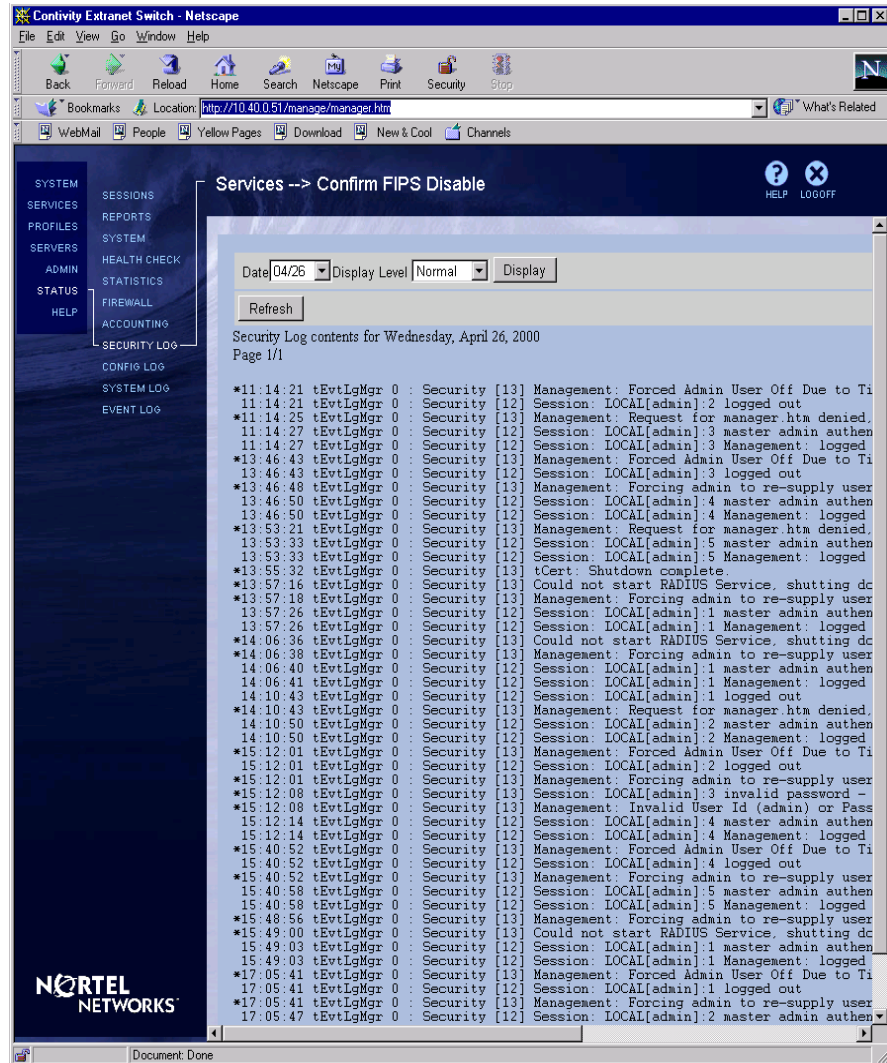 Contivity Extranet Switch - Netscape
File Edit View Go Window Help
Back Forward Reload Home Search Netscape Print Security Stop
My
N
Bookmarks Location: http://10.40.0.51/manage/manager.htm What's Related
WebMail People Yellow Pages Download New & Cool Channels
SYSTEM
SERVICES
PROFILES
SERVERS
ADMIN
STATUS
HELP
SESSIONS
REPORTS
SYSTEM
HEALTH CHECK
STATISTICS
FIREWALL
ACCOUNTING
SECURITY LOG
CONFIG LOG
SYSTEM LOG
EVENT LOG
Services --> Confirm FIPS Disable
? HELP
LOGOFF
Date 04/26 Display Level Normal Display
Refresh
Security Log contents for Wednesday, April 26, 2000
Page 1/1
*11:14:21 tEvtLgMgr 0 : Security [13] Management: Forced Admin User Off Due to Ti
11:14:21 tEvtLgMgr 0 : Security [12] Session: LOCAL[admin]:2 logged out
*11:14:25 tEvtLgMgr 0 : Security [13] Management: Request for manager.htm denied,
11:14:27 tEvtLgMgr 0 : Security [12] Session: LOCAL[admin]:3 master admin authen
11:14:27 tEvtLgMgr 0 : Security [12] Session: LOCAL[admin]:3 Management: logged
*13:46:43 tEvtLgMgr 0 : Security [13] Management: Forced Admin User Off Due to Ti
13:46:43 tEvtLgMgr 0 : Security [12] Session: LOCAL[admin]:3 logged out
*13:46:48 tEvtLgMgr 0 : Security [13] Management: Forcing admin to re-supply user
13:46:50 tEvtLgMgr 0 : Security [12] Session: LOCAL[admin]:4 master admin authen
13:46:50 tEvtLgMgr 0 : Security [12] Session: LOCAL[admin]:4 Management: logged
*13:53:21 tEvtLgMgr 0 : Security [13] Management: Request for manager.htm denied,
13:53:33 tEvtLgMgr 0 : Security [12] Session: LOCAL[admin]:5 master admin authen
13:53:33 tEvtLgMgr 0 : Security [12] Session: LOCAL[admin]:5 Management: logged
*13:55:32 tEvtLgMgr 0 : Security [13] tCert: Shutdown complete.
*13:57:16 tEvtLgMgr 0 : Security [13] Could not start RADIUS Service, shutting dc
*13:57:18 tEvtLgMgr 0 : Security [13] Management: Forcing admin to re-supply user
13:57:26 tEvtLgMgr 0 : Security [12] Session: LOCAL[admin]:1 master admin authen
13:57:26 tEvtLgMgr 0 : Security [12] Session: LOCAL[admin]:1 Management: logged
*14:06:36 tEvtLgMgr 0 : Security [13] Could not start RADIUS Service, shutting dc
*14:06:38 tEvtLgMgr 0 : Security [13] Management: Forcing admin to re-supply user
14:06:40 tEvtLgMgr 0 : Security [12] Session: LOCAL[admin]:1 master admin authen
14:06:41 tEvtLgMgr 0 : Security [12] Session: LOCAL[admin]:1 Management: logged
14:10:43 tEvtLgMgr 0 : Security [12] Session: LOCAL[admin]:1 logged out
*14:10:43 tEvtLgMgr 0 : Security [13] Management: Request for manager.htm denied,
14:10:50 tEvtLgMgr 0 : Security [12] Session: LOCAL[admin]:2 master admin authen
14:10:50 tEvtLgMgr 0 : Security [12] Session: LOCAL[admin]:2 Management: logged
*15:12:01 tEvtLgMgr 0 : Security [13] Management: Forced Admin User Off Due to Ti
15:12:01 tEvtLgMgr 0 : Security [12] Session: LOCAL[admin]:2 logged out
*15:12:01 tEvtLgMgr 0 : Security [13] Management: Forcing admin to re-supply user
*15:12:08 tEvtLgMgr 0 : Security [13] Session: LOCAL[admin]:3 invalid password -
*15:12:08 tEvtLgMgr 0 : Security [13] Management: Invalid User Id (admin) or Pass
15:12:14 tEvtLgMgr 0 : Security [12] Session: LOCAL[admin]:4 master admin authen
15:12:14 tEvtLgMgr 0 : Security [12] Session: LOCAL[admin]:4 Management: logged
*15:40:52 tEvtLgMgr 0 : Security [13] Management: Forced Admin User Off Due to Ti
15:40:52 tEvtLgMgr 0 : Security [12] Session: LOCAL[admin]:4 logged out
*15:40:52 tEvtLgMgr 0 : Security [13] Management: Forcing admin to re-supply user
15:40:58 tEvtLgMgr 0 : Security [12] Session: LOCAL[admin]:5 master admin authen
15:40:58 tEvtLgMgr 0 : Security [12] Session: LOCAL[admin]:5 Management: logged
*15:48:56 tEvtLgMgr 0 : Security [13] Management: Forcing admin to re-supply user
*15:49:00 tEvtLgMgr 0 : Security [13] Could not start RADIUS Service, shutting dc
15:49:03 tEvtLgMgr 0 : Security [12] Session: LOCAL[admin]:1 master admin authen
15:49:03 tEvtLgMgr 0 : Security [12] Session: LOCAL[admin]:1 Management: logged
*17:05:41 tEvtLgMgr 0 : Security [13] Management: Forced Admin User Off Due to Ti
17:05:41 tEvtLgMgr 0 : Security [12] Session: LOCAL[admin]:1 logged out
*17:05:41 tEvtLgMgr 0 : Security [13] Management: Forcing admin to re-supply user
17:05:47 tEvtLgMgr 0 : Security [12] Session: LOCAL[admin]:2 master admin authen
NORTEL
NETWORKS
Document: Done